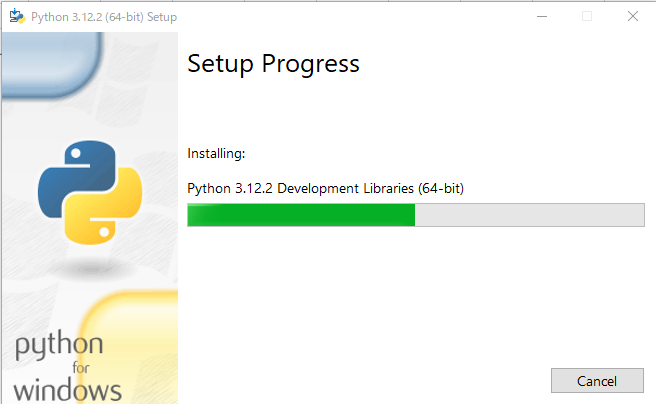 Python 3.12.2 (64-bit) Setup
Setup Progress
Installing:
Python 3.12.2 Development Libraries (64-bit)
python
for
windows
Cancel